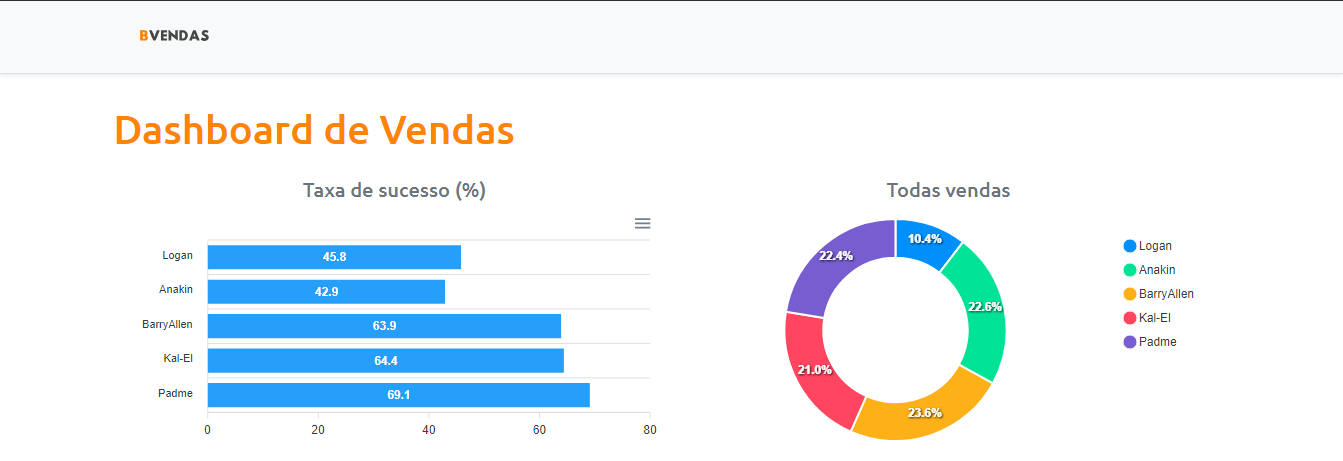 BVENDAS
Dashboard de Vendas
Taxa de sucesso (%)
Logan 45.8
Anakin 42.9
BarryAllen 63.9
Kal-El 64.4
Padme 69.1
0 20 40 60 80
Todas vendas
10.4%
22.6%
23.6%
21.0%
22.4%
Logan
Anakin
BarryAllen
Kal-El
Padme